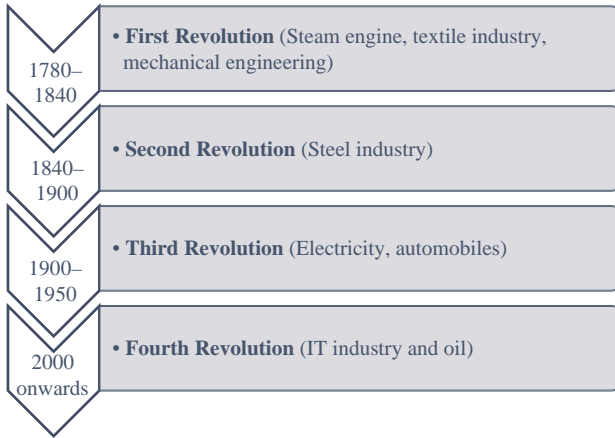 1780–
1840
• First Revolution (Steam engine, textile industry,
mechanical engineering)
1840–
1900
• Second Revolution (Steel industry)
1900–
1950
• Third Revolution (Electricity, automobiles)
2000
onwards
• Fourth Revolution (IT industry and oil)